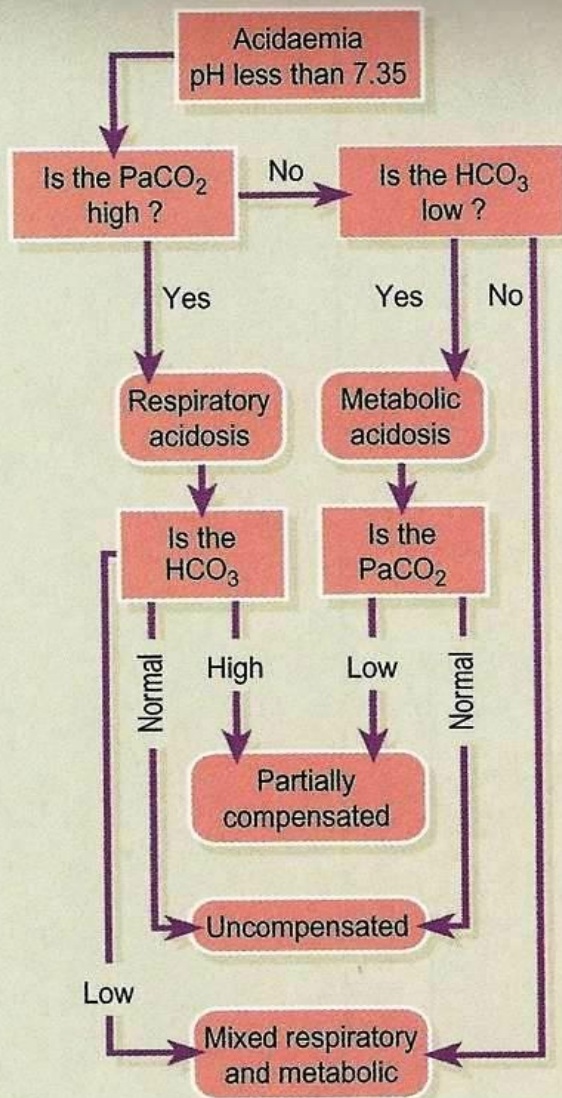 Acidaemia
pH less than 7.35
Is the PaCO₂
high ?
No
Is the HCO₃
low ?
Yes
Yes
No
Respiratory
acidosis
Metabolic
acidosis
Is the
HCO₃
Is the
PaCO₂
Normal
High
Low
Normal
Partially
compensated
Uncompensated
Low
Mixed respiratory
and metabolic